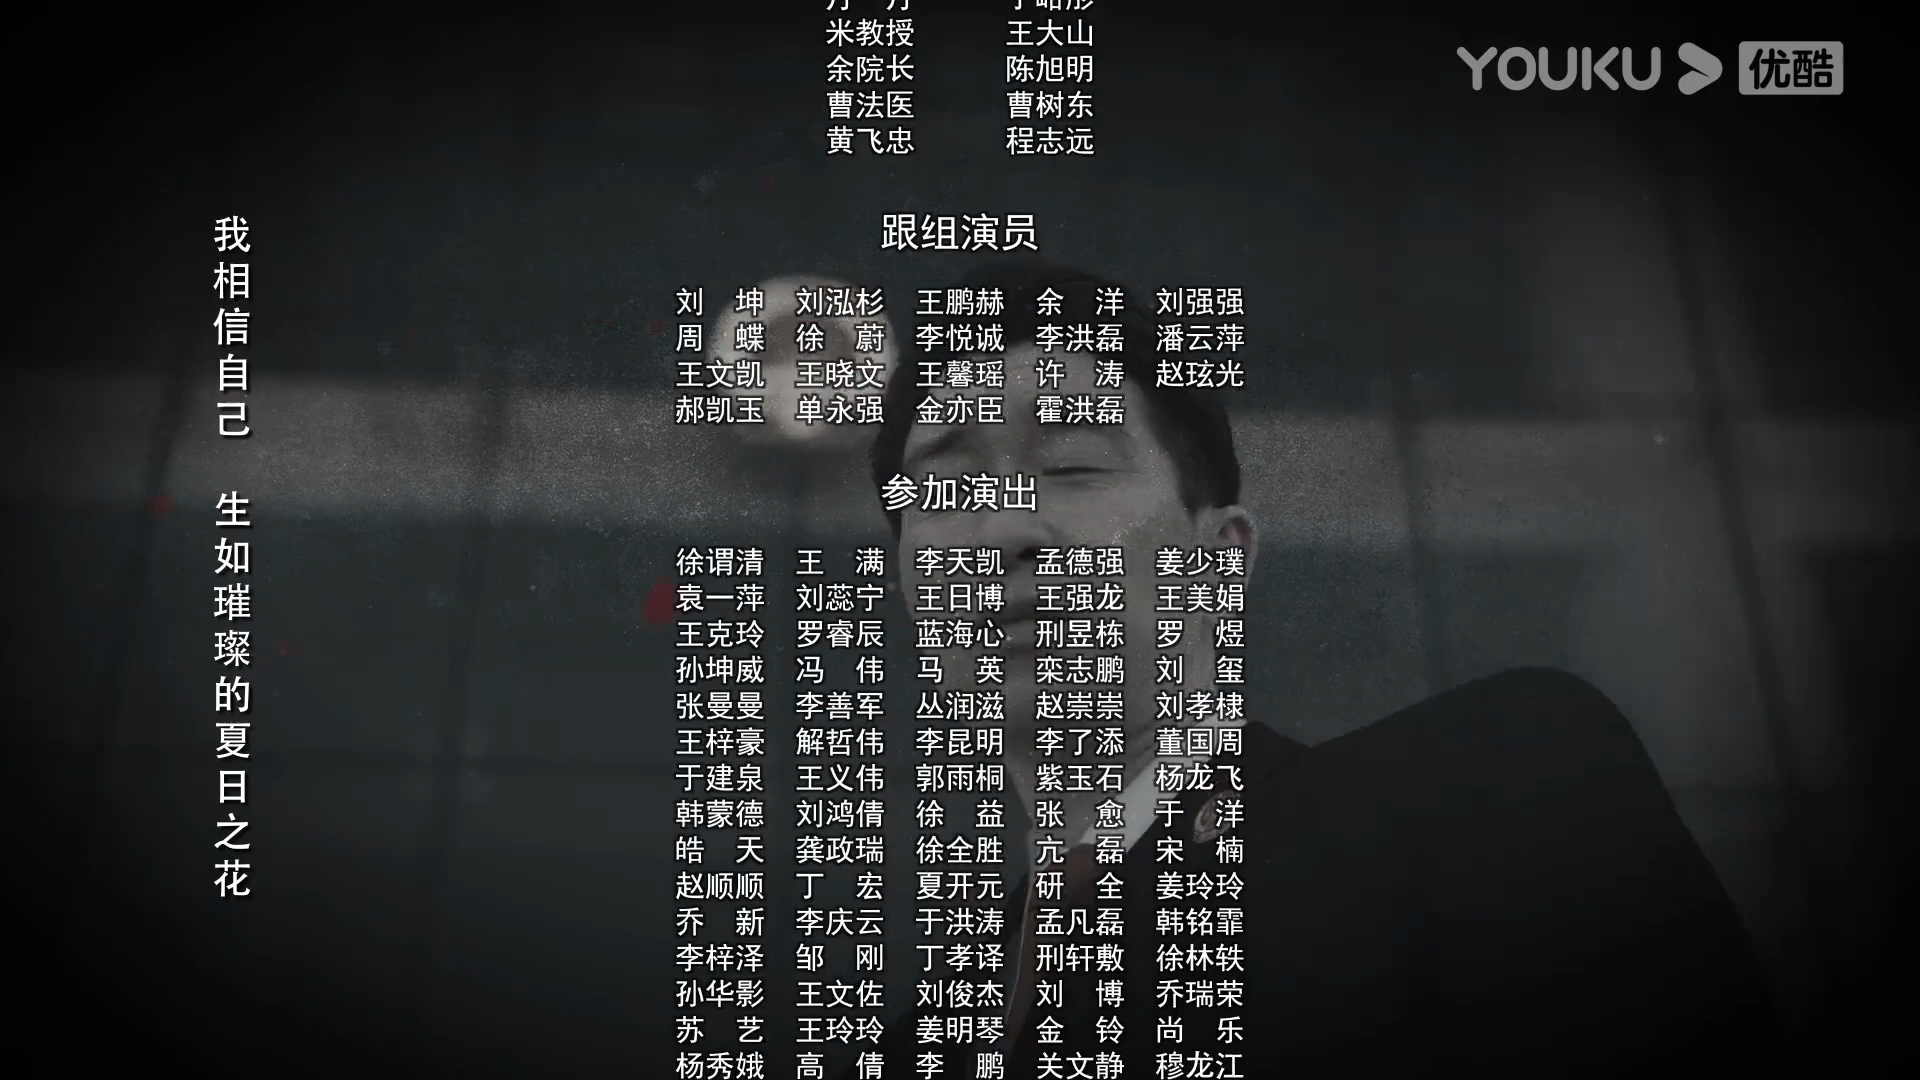 米教授 王大山
YOUKU 优酷
余院长 陈旭明
曹法医 曹树东
黄飞忠 程志远
我相信自己 生如璀璨的夏日之花
跟组演员
刘 坤 刘泓杉 王鹏赫 余 洋 刘强强
周 蝶 徐 蔚 李悦诚 李洪磊 潘云萍
王文凯 王晓文 王馨瑶 许 涛 赵玹光
郝凯玉 单永强 金亦臣 霍洪磊
参加演出
徐谓清 王 满 李天凯 孟德强 姜少璞
袁一萍 刘蕊宁 王日博 王强龙 王美娟
王克玲 罗睿辰 蓝海心 刑昱栋 罗 煜
孙坤威 冯 伟 马 英 栾志鹏 刘 玺
张曼曼 李善军 丛润滋 赵崇崇 刘孝棣
王梓豪 解哲伟 李昆明 李了添 董国周
于建泉 王义伟 郭雨桐 紫玉石 杨龙飞
韩蒙德 刘鸿倩 徐 益 张 愈 于 洋
皓 天 龚政瑞 徐全胜 亢 磊 宋 楠
赵顺顺 丁 宏 夏开元 研 全 姜玲玲
乔 新 李庆云 于洪涛 孟凡磊 韩铭霏
李梓泽 邹 刚 丁孝译 刑轩敷 徐林轶
孙华影 王文佐 刘俊杰 刘 博 乔瑞荣
苏 艺 王玲玲 姜明琴 金 铃 尚 乐
杨秀娥 高 倩 李 鹏 关文静 穆龙江